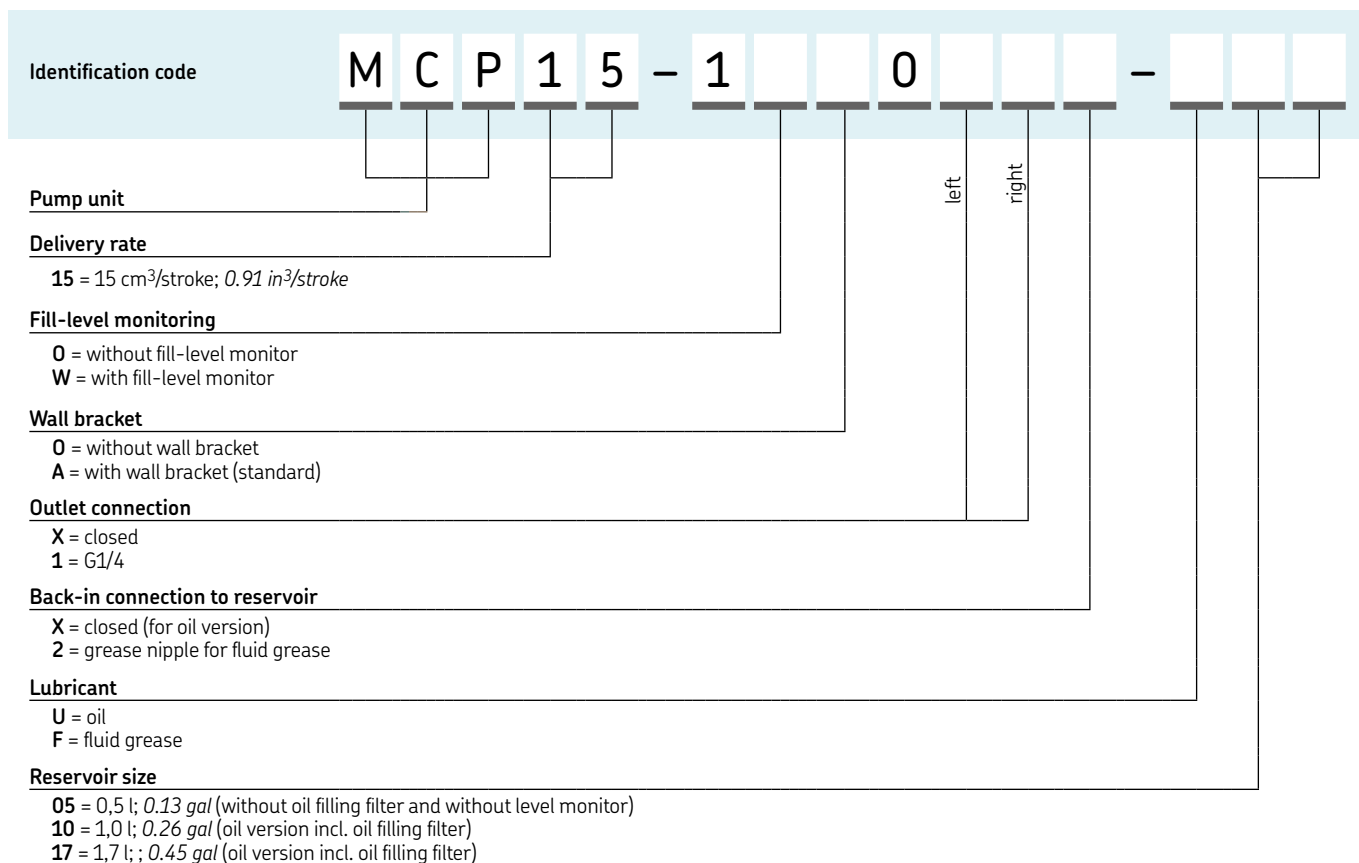 Identification code M C P 1 5 – 1 0 –
left right
Pump unit
Delivery rate
15 = 15 cm³/stroke; 0.91 in³/stroke
Fill-level monitoring
0 = without fill-level monitor
W = with fill-level monitor
Wall bracket
0 = without wall bracket
A = with wall bracket (standard)
Outlet connection
X = closed
1 = G1/4
Back-in connection to reservoir
X = closed (for oil version)
2 = grease nipple for fluid grease
Lubricant
U = oil
F = fluid grease
Reservoir size
05 = 0,5 l; 0.13 gal (without oil filling filter and without level monitor)
10 = 1,0 l; 0.26 gal (oil version incl. oil filling filter)
17 = 1,7 l; ; 0.45 gal (oil version incl. oil filling filter)